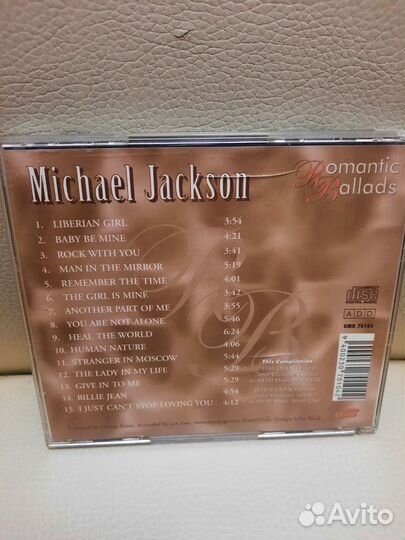 Michael Jackson
Romantic
Ballads
1. LIBERIAN GIRL 3:54
2. BABY BE MINE 4:21
3. ROCK WITH YOU 3:41
4. MAN IN THE MIRROR 5:19
5. REMEMBER THE TIME 4:01
6. THE GIRL IS MINE 3:42
7. ANOTHER PART OF ME 3:55
8. YOU ARE NOT ALONE 5:46
9. HEAL THE WORLD 6:24
10. HUMAN NATURE 4:06
11. STRANGER IN MOSCOW 5:44
12. THE LADY IN MY LIFE 5:29
13. GIVE IN TO ME 5:29
14. BILLIE JEAN 4:54
15. I JUST CAN'T STOP LOVING YOU 4:12
COMPACT
disc
DIGITAL AUDIO
ADD
This Compilation
Avito